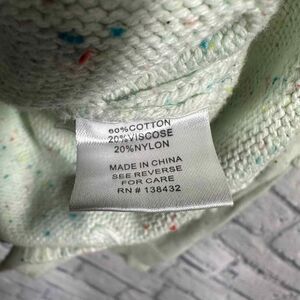 60%COTTON
20%VISCOSE
20%NYLON
MADE IN CHINA
SEE REVERSE
FOR CARE
RN # 138432